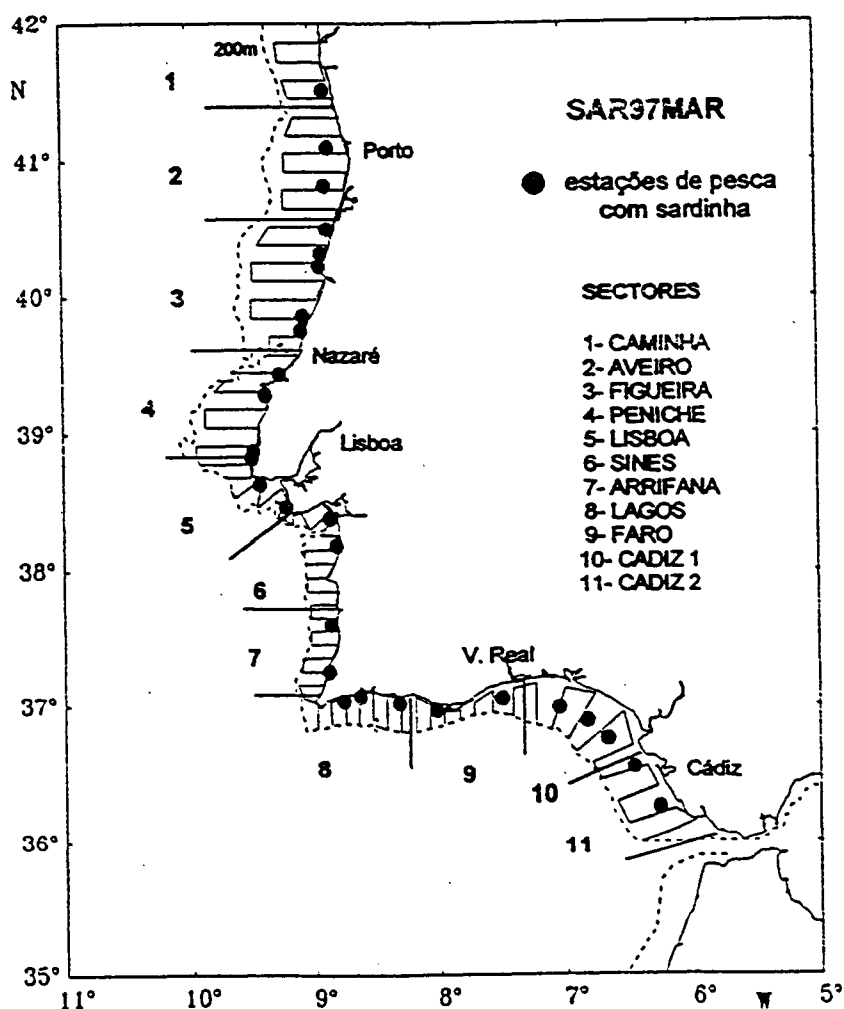 42°
200m
N
1
SAR97MAR
41°
Porto
2
estações de pesca
com sardinha
40°
3
SECTORES
Nazaré
1- CAMINHA
2- AVEIRO
3- FIGUEIRA
4- PENICHE
5- LISBOA
6- SINES
7- ARRIFANA
8- LAGOS
9- FARO
10- CADIZ 1
11- CADIZ 2
4
39°
Lisboa
5
38°
6
7
V. Real
37°
8
9
10
Cádiz
11
36°
35°
11°
10°
9°
8°
7°
6°
W
5°